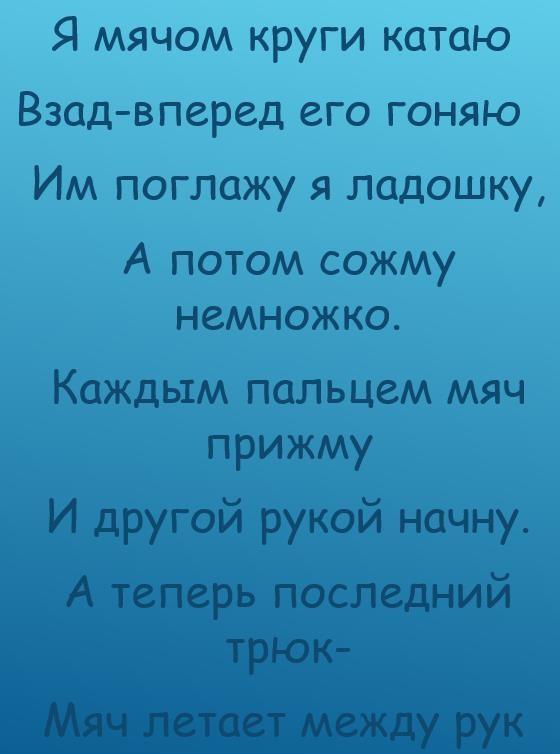 Я мячом круги катаю
Взад-вперед его гоняю
Им поглажу я ладошку,
А потом сожму
немножко.
Каждым пальцем мяч
прижму
И другой рукой начну.
А теперь последний
трюк-
Мяч летает между рук